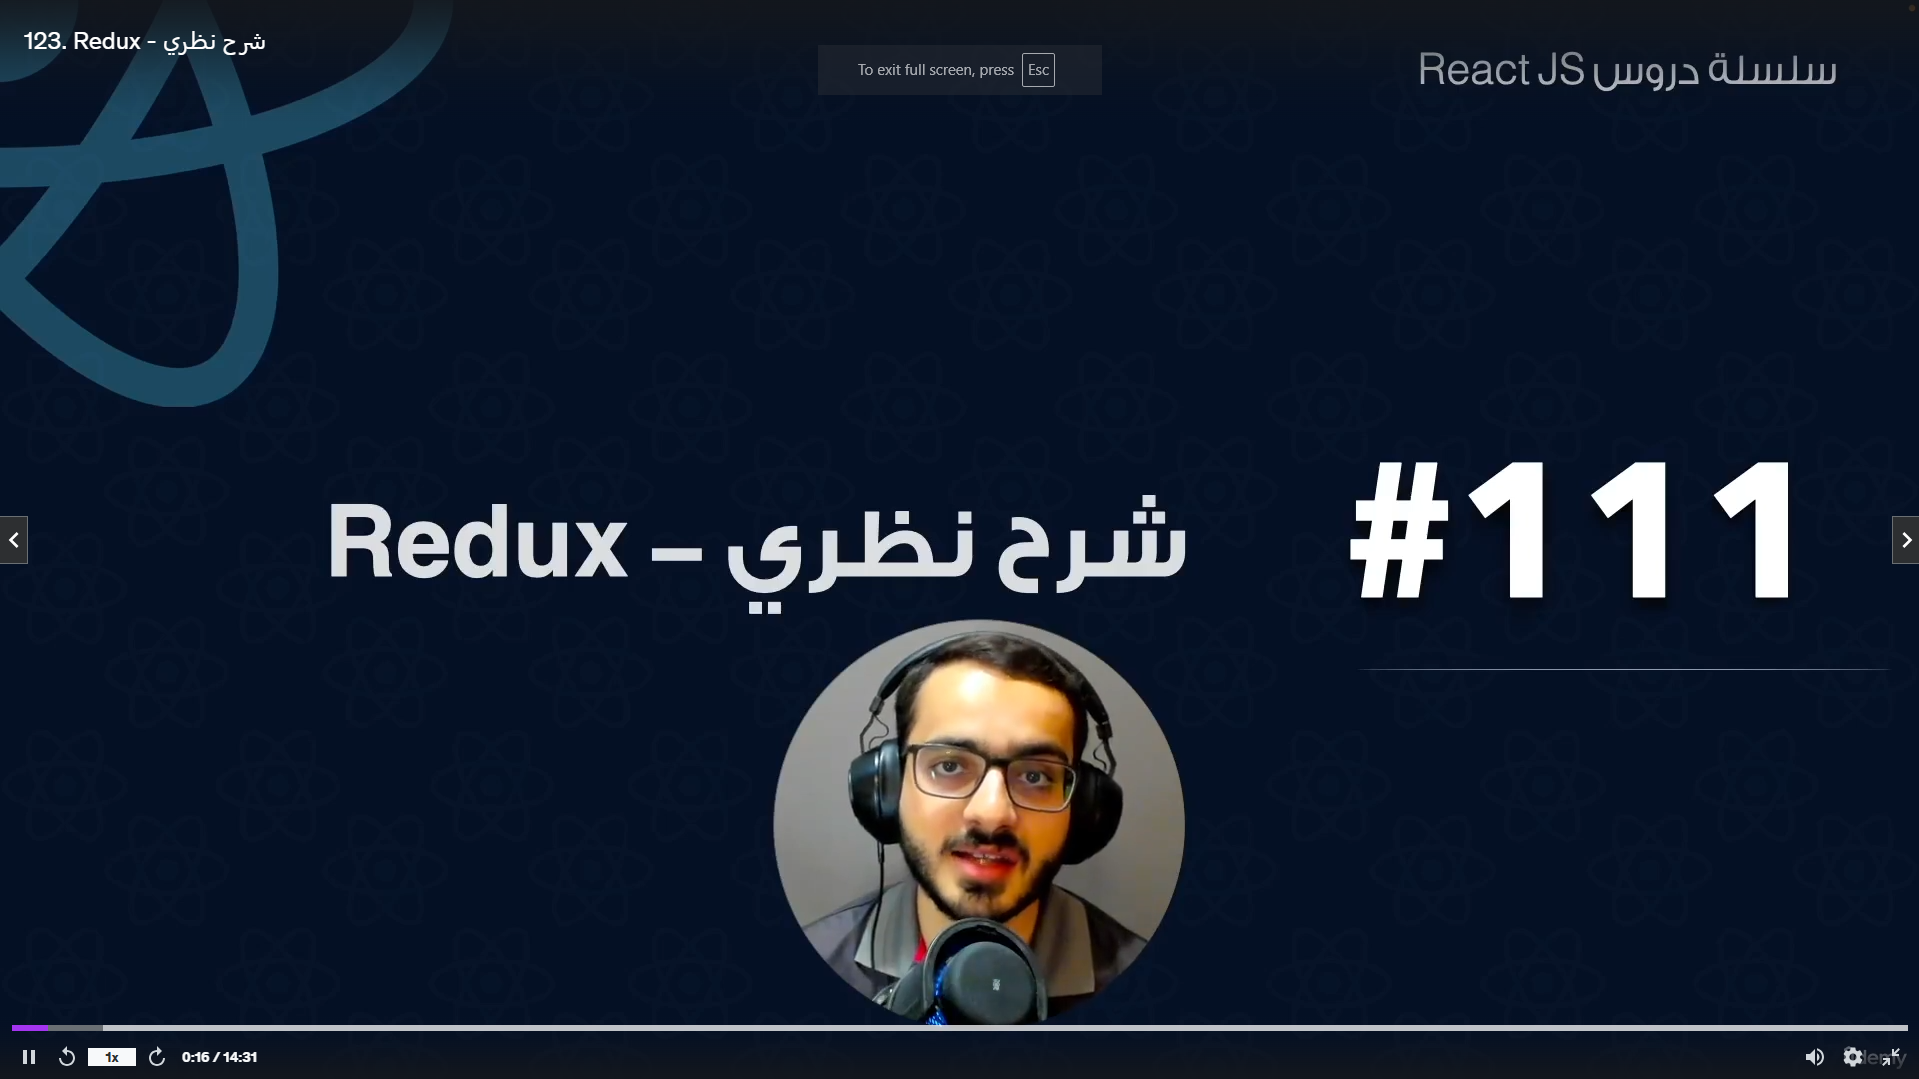 123. Redux - شرح نظري
To exit full screen, press Esc
سلسلة دروس React JS
#111
شرح نظري – Redux
1x
0:16 / 14:31
Udemy